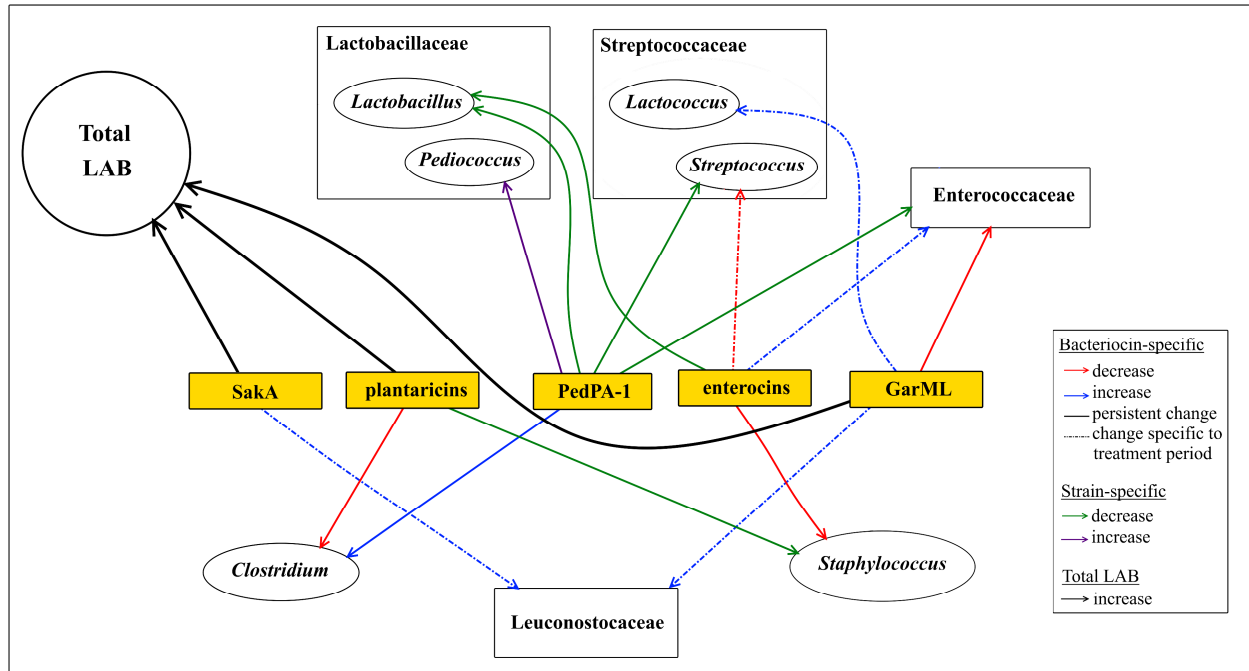 Lactobacillaceae
Streptococcaceae
Lactobacillus
Lactococcus
Total
LAB
Pediococcus
Streptococcus
Enterococcaceae
Bacteriocin-specific
decrease
increase
persistent change
change specific to
treatment period
SakA
plantaricins
PedPA-1
enterocins
GarML
Strain-specific
decrease
increase
Clostridium
Staphylococcus
Total LAB
increase
Leuconostocaceae